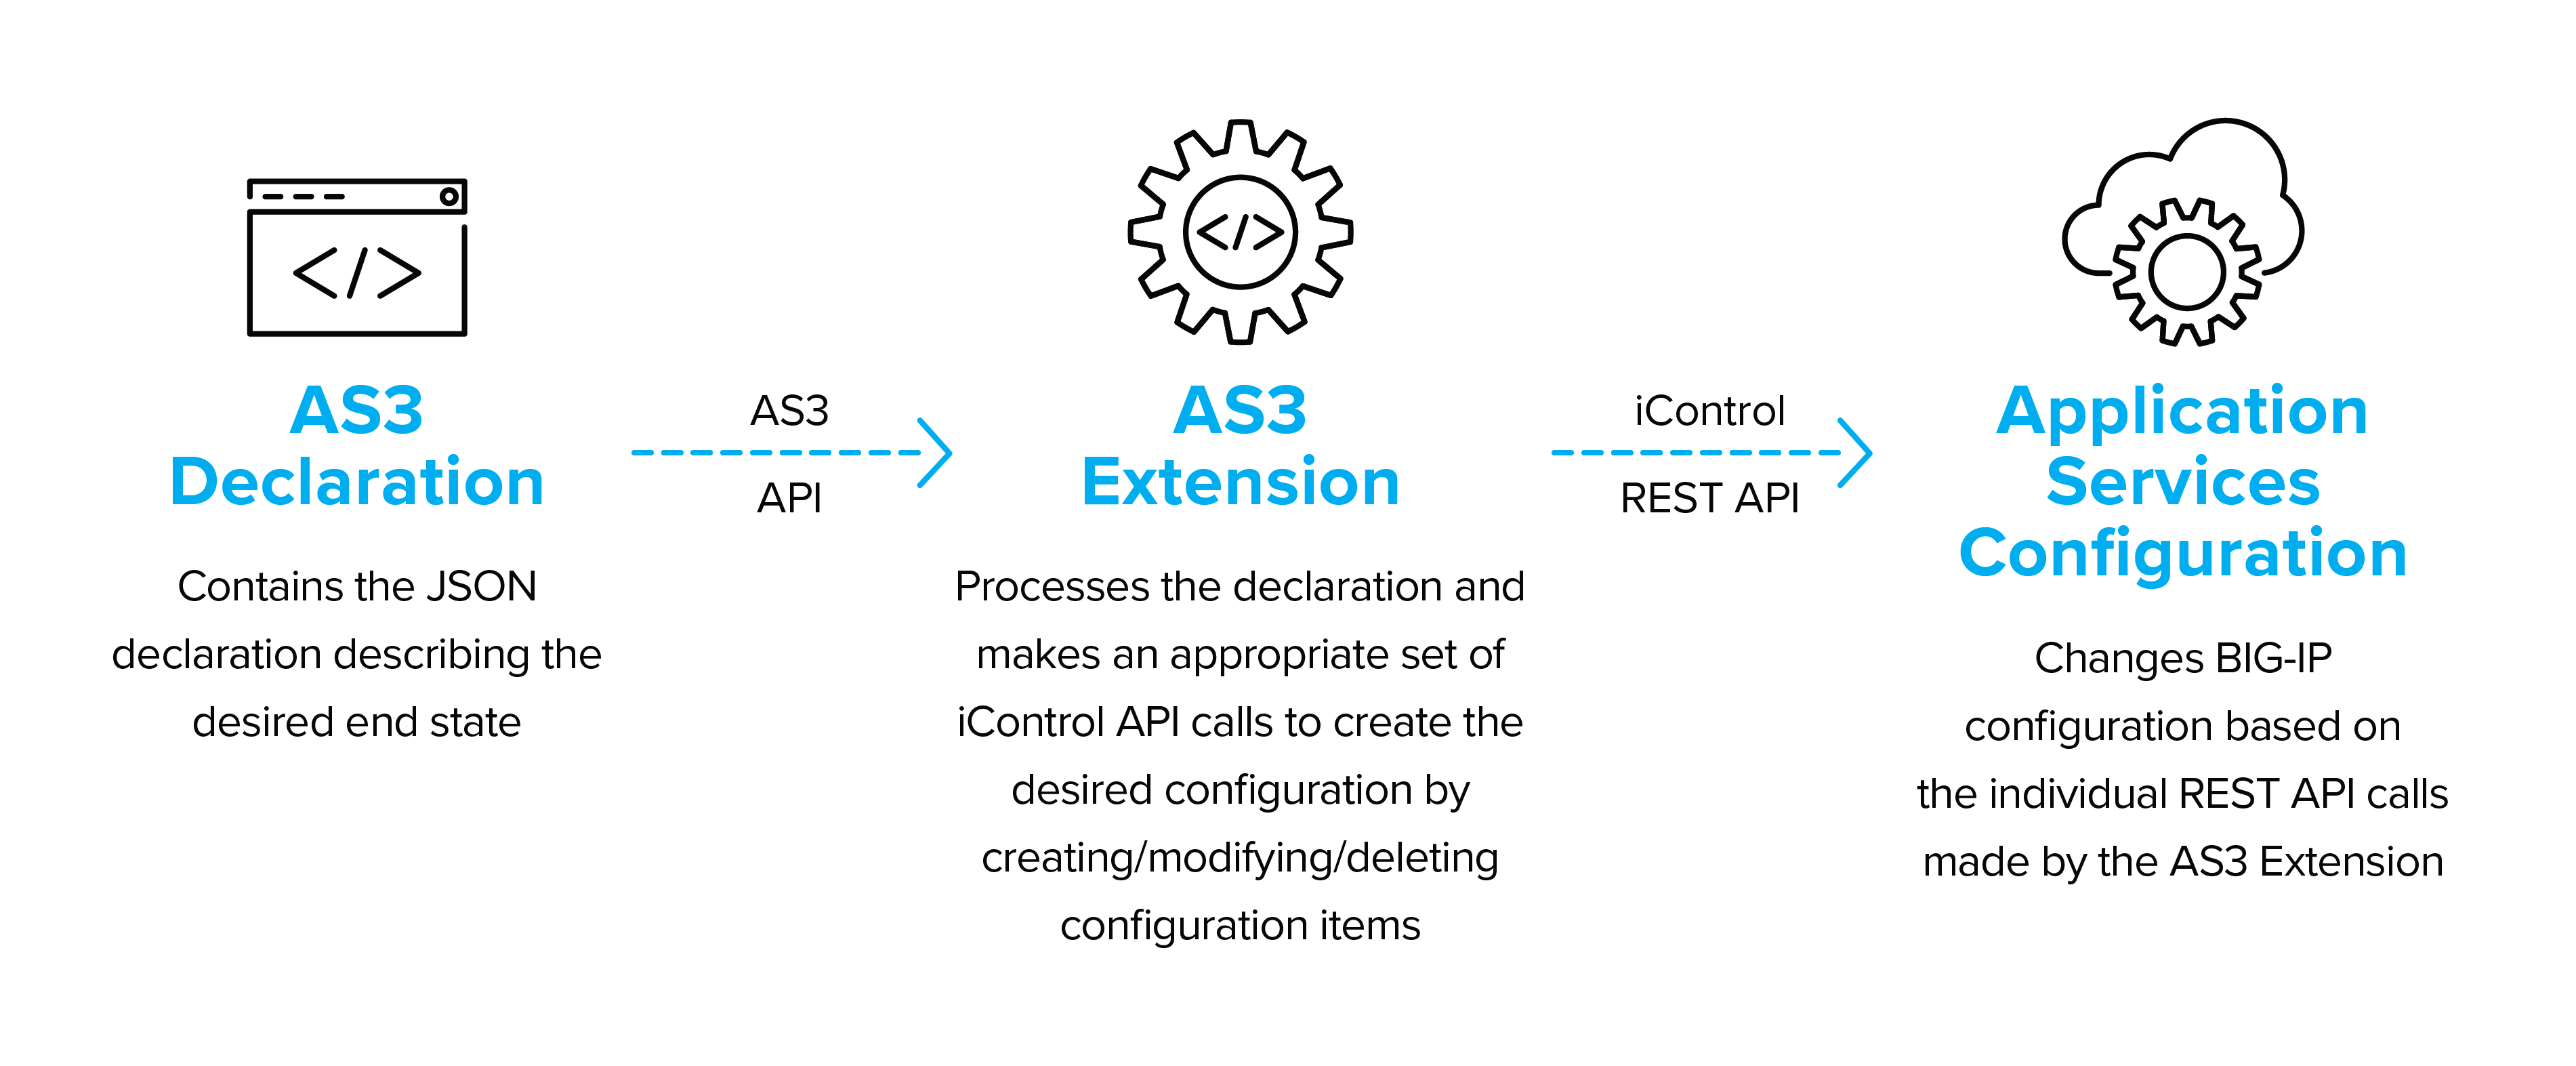 AS3
Declaration
Contains the JSON
declaration describing the
desired end state
AS3
API
AS3
Extension
Processes the declaration and
makes an appropriate set of
iControl API calls to create the
desired configuration by
creating/modifying/deleting
configuration items
iControl
REST API
Application
Services
Configuration
Changes BIG-IP
configuration based on
the individual REST API calls
made by the AS3 Extension